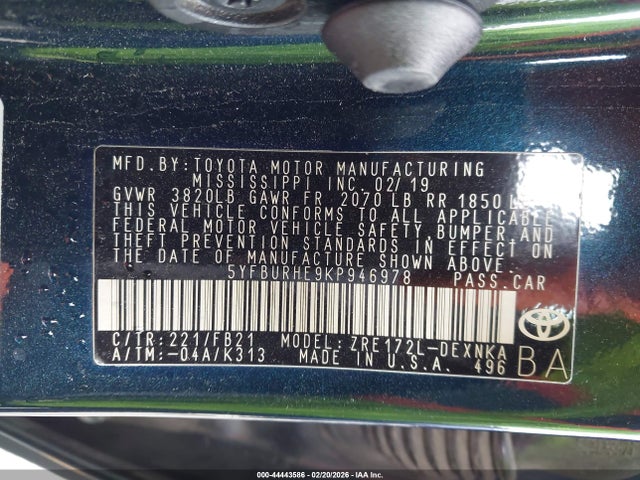 MFD.BY:TOYOTA MOTOR MANUFACTURING
MISSISSIPPI INC. 02/19
GVWR 3820LB GAWR FR 2070 LB RR 1850
THIS VEHICLE CONFORMS TO ALL APPLICABLE
FEDERAL MOTOR VEHICLE SAFETY, BUMPER AND
THEFT PREVENTION STANDARDS IN EFFECT ON
THE DATE OF MANUFACTURE SHOWN ABOVE.
5YFBURHE9KP946978 PASS.CAR
C/TR:221/FB21 MODEL:ZRE172L-DEXNKA
A/TM:-04A/K313 MADE IN U.S.A. 496 BA
000-44443586 - 02/20/2026 - IAA Inc.